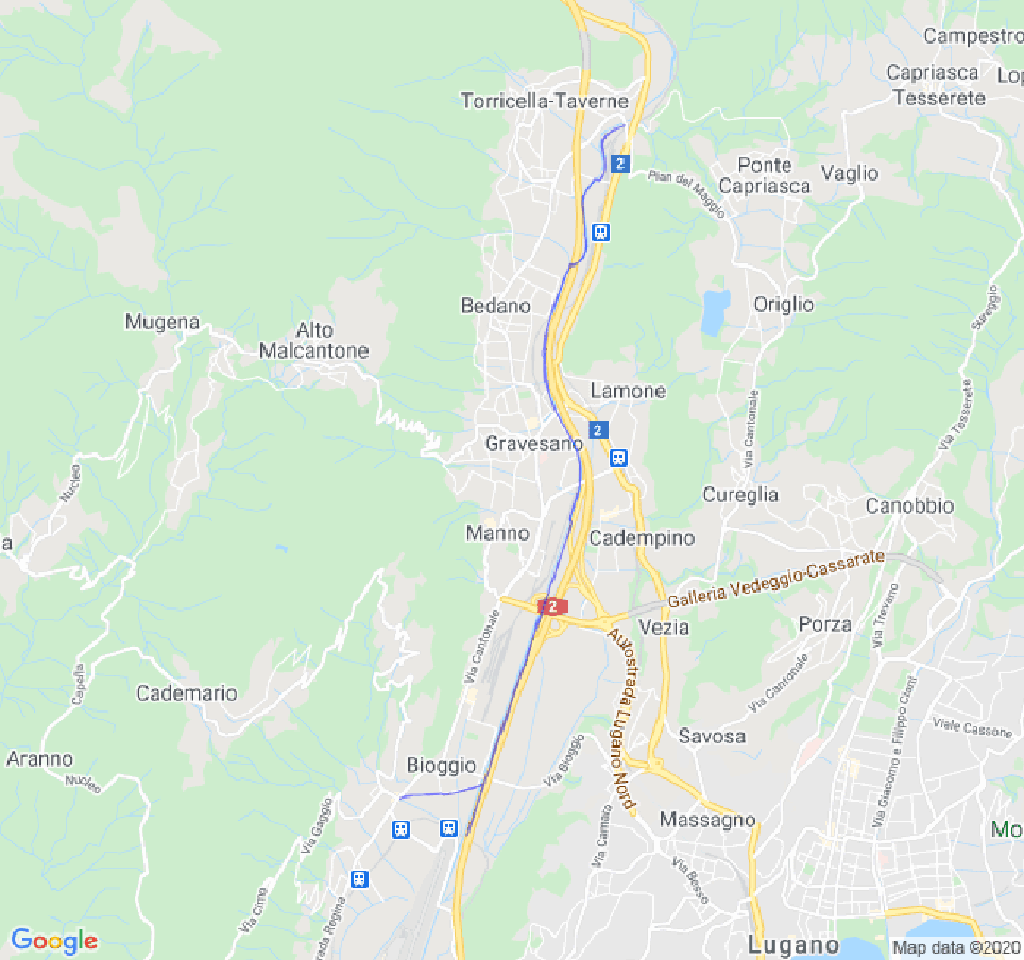 Campestro
Torricella-Taverne
Capriasca
Tesserete
Lop
2
Ponte
Capriasca
Vaglio
Pian del Maggio
Origlio
Sureggio
Bedano
Mugena
Alto
Malcantone
Lamone
2
Gravesano
Via Cantonale
Via Tesserete
Nucleo
Cureglia
Canobbio
Manno
Cadempino
a
Galleria Vedeggio-Cassarate
2
Vezia
Porza
Via Trevano
Via Cantonale
Autostrada Lugano Nord
Capeña
Cademario
Via Cantonale
Via Giacomo e Filippo Ciani
Viale Cassone
Savosa
Aranno
Nucleo
Bioggio
Via Bioggio
Via Gaggio
Massagno
Via Camara
Mo
Via Besso
Via Cima
reda Regina
Google
Lugano
Map data ©2020